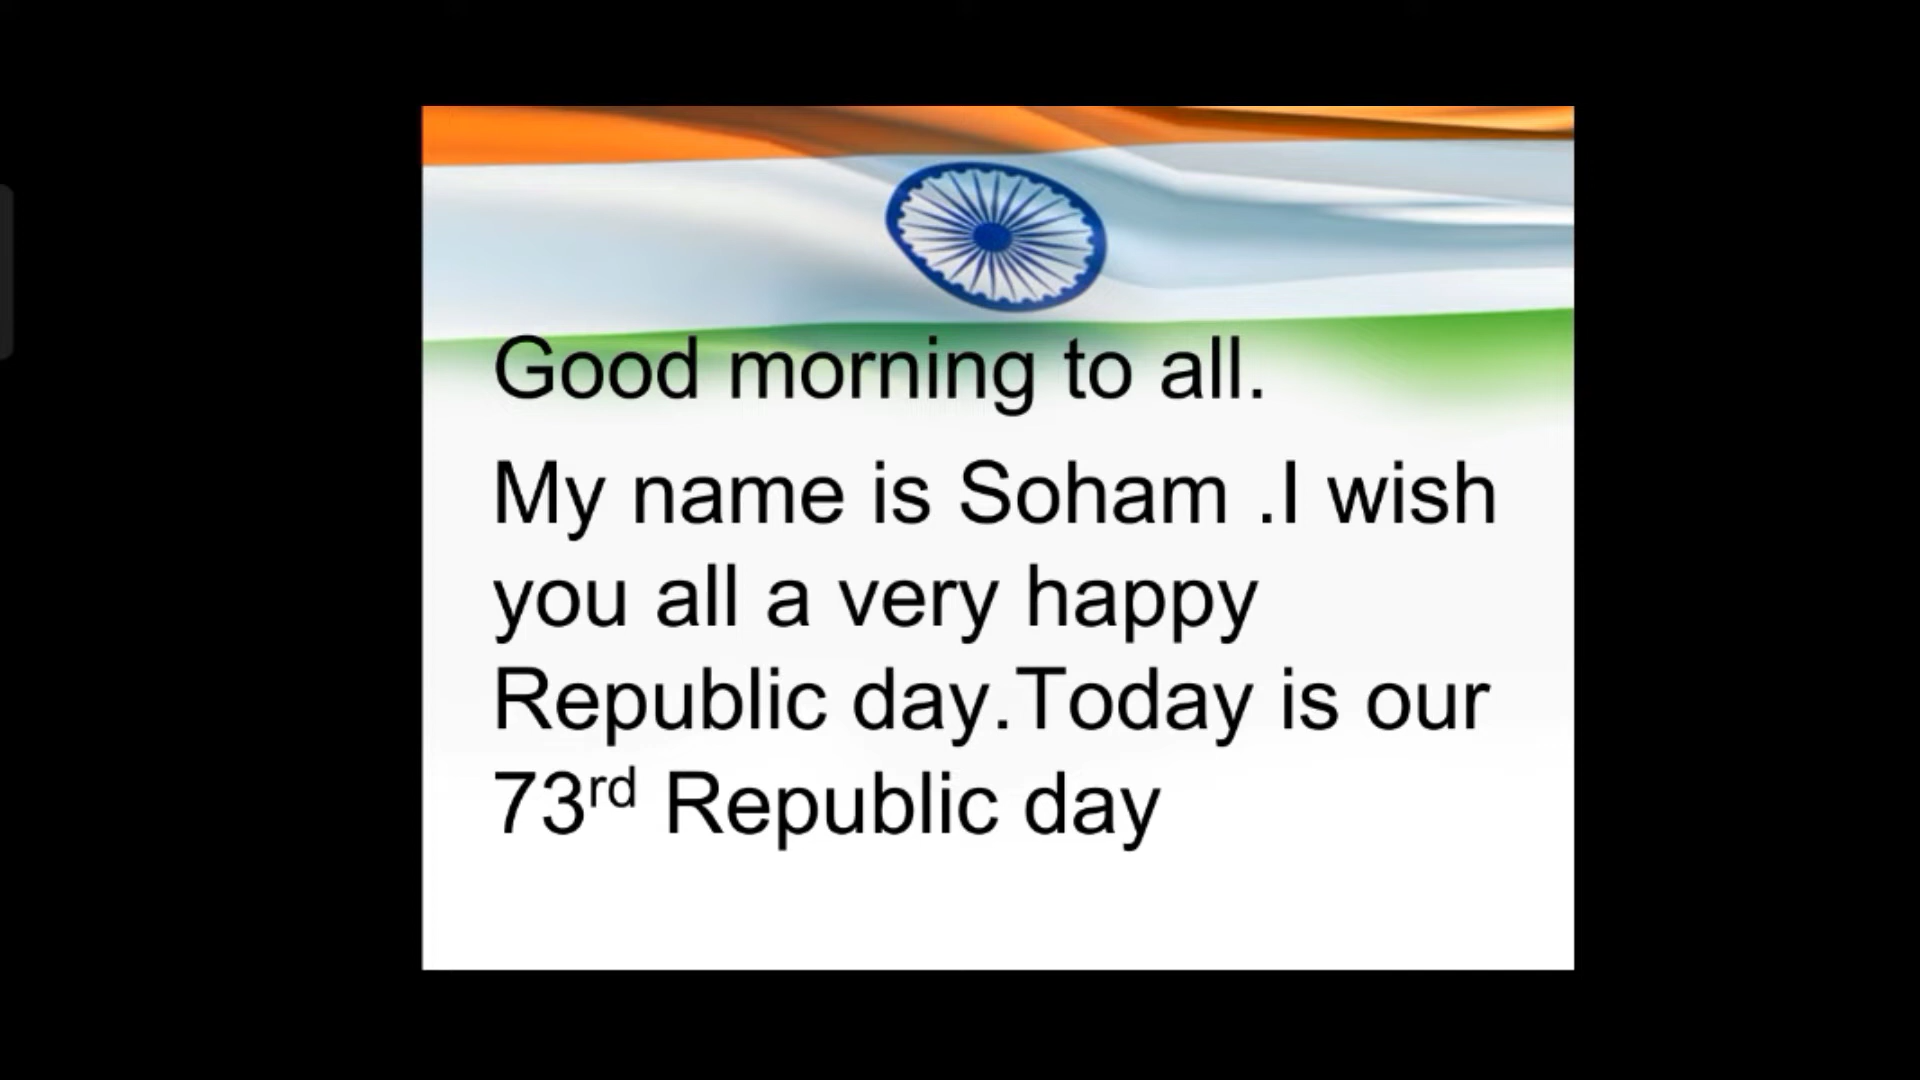 Good morning to all.
My name is Soham .I wish
you all a very happy
Republic day.Today is our
73rd Republic day